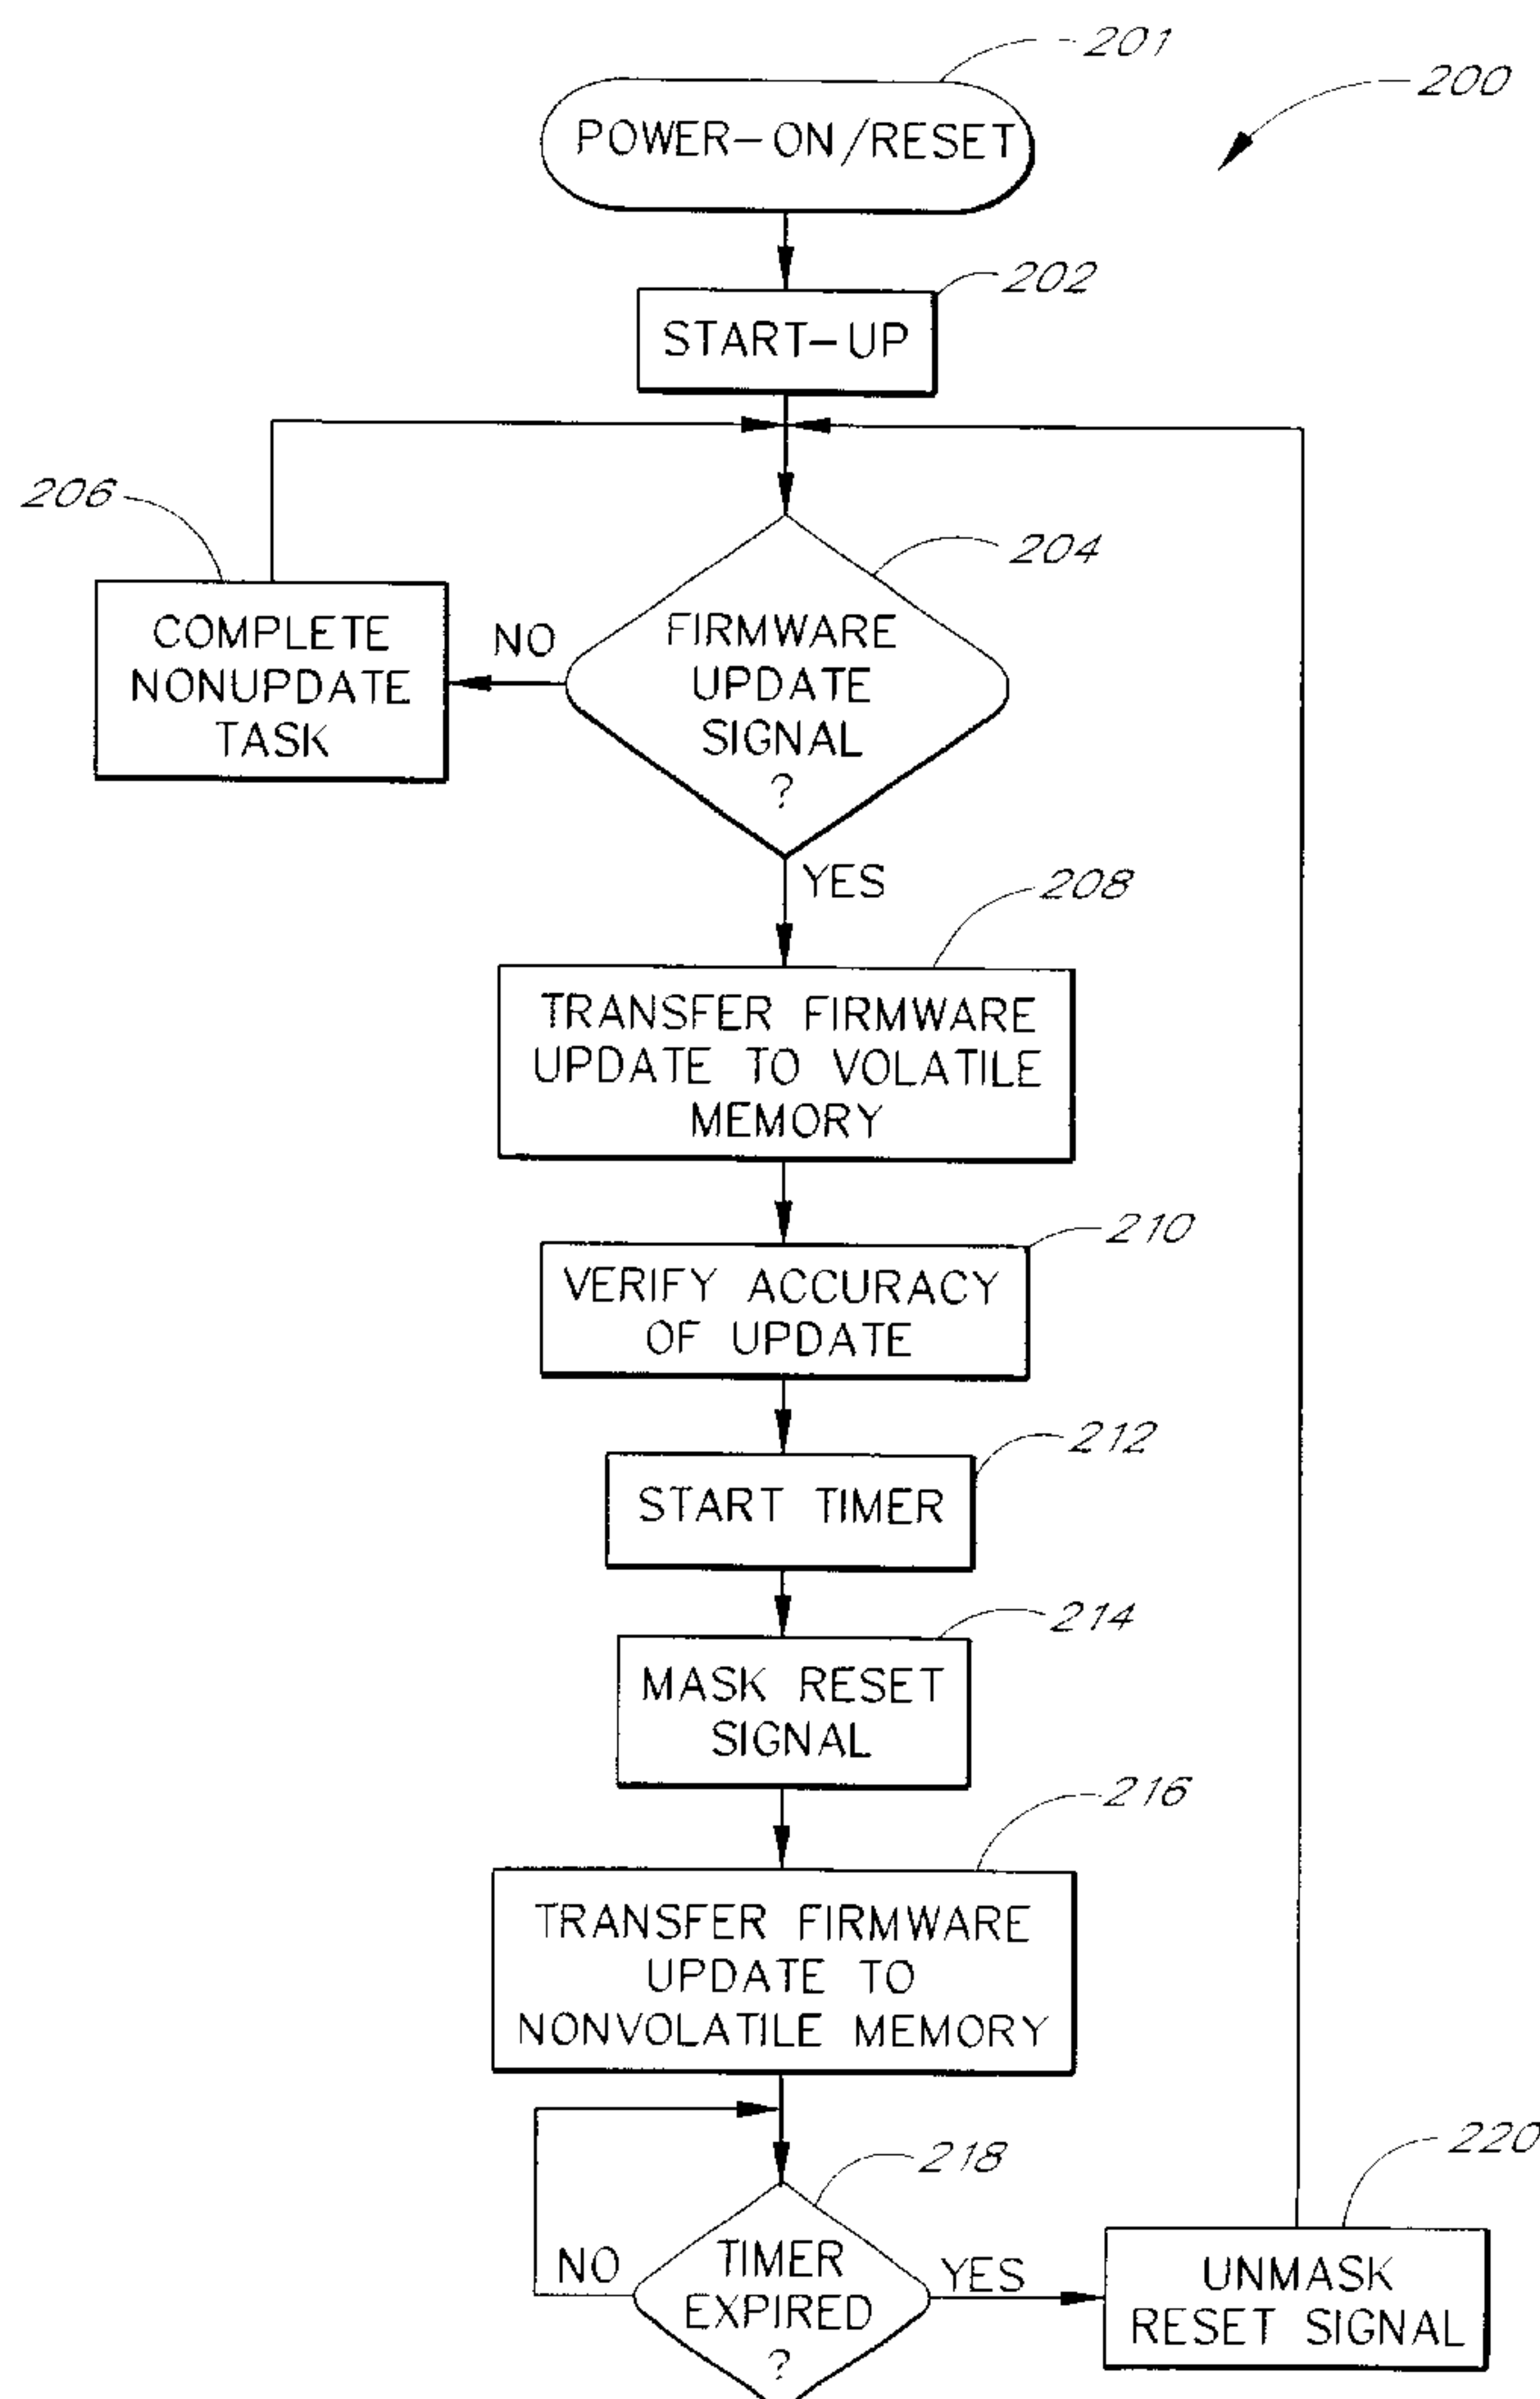 201
200
POWER-ON/RESET
202
START-UP
206
204
COMPLETE
NONUPDATE
TASK
NO
FIRMWARE
UPDATE
SIGNAL
?
YES
208
TRANSFER FIRMWARE
UPDATE TO VOLATILE
MEMORY
210
VERIFY ACCURACY
OF UPDATE
212
START TIMER
214
MASK RESET
SIGNAL
216
TRANSFER FIRMWARE
UPDATE TO
NONVOLATILE MEMORY
218
220
NO
TIMER
EXPIRED
?
YES
UNMASK
RESET SIGNAL